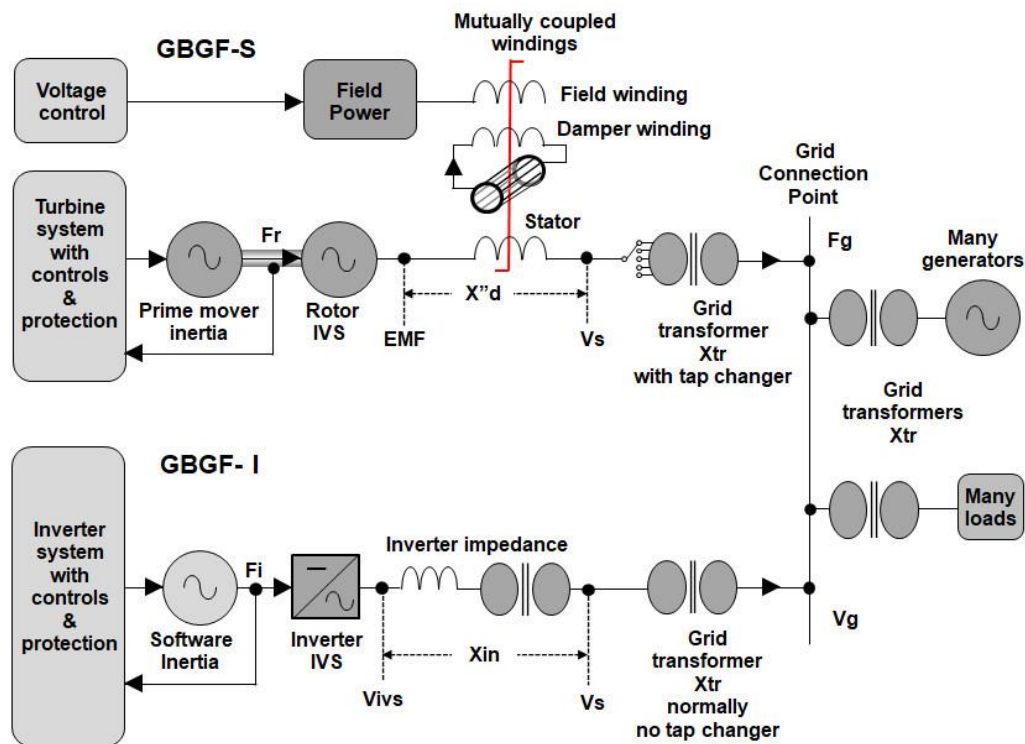 GBGF-S
Voltage
control
Field
Power
Mutually coupled
windings
Field winding
Damper winding
Turbine
system
with
controls
&
protection
Fr
Prime mover
inertia
Rotor
IVS
Stator
X”d
EMF
Vs
Grid
transformer
Xtr
with tap changer
Grid
Connection
Point
Fg
Many
generators
Grid
transformers
Xtr
Many
loads
Vg
GBGF- I
Inverter
system
with
controls
&
protection
Fi
Software
Inertia
Inverter
IVS
Inverter impedance
Xin
Vivs
Vs
Grid
transformer
Xtr
normally
no tap changer